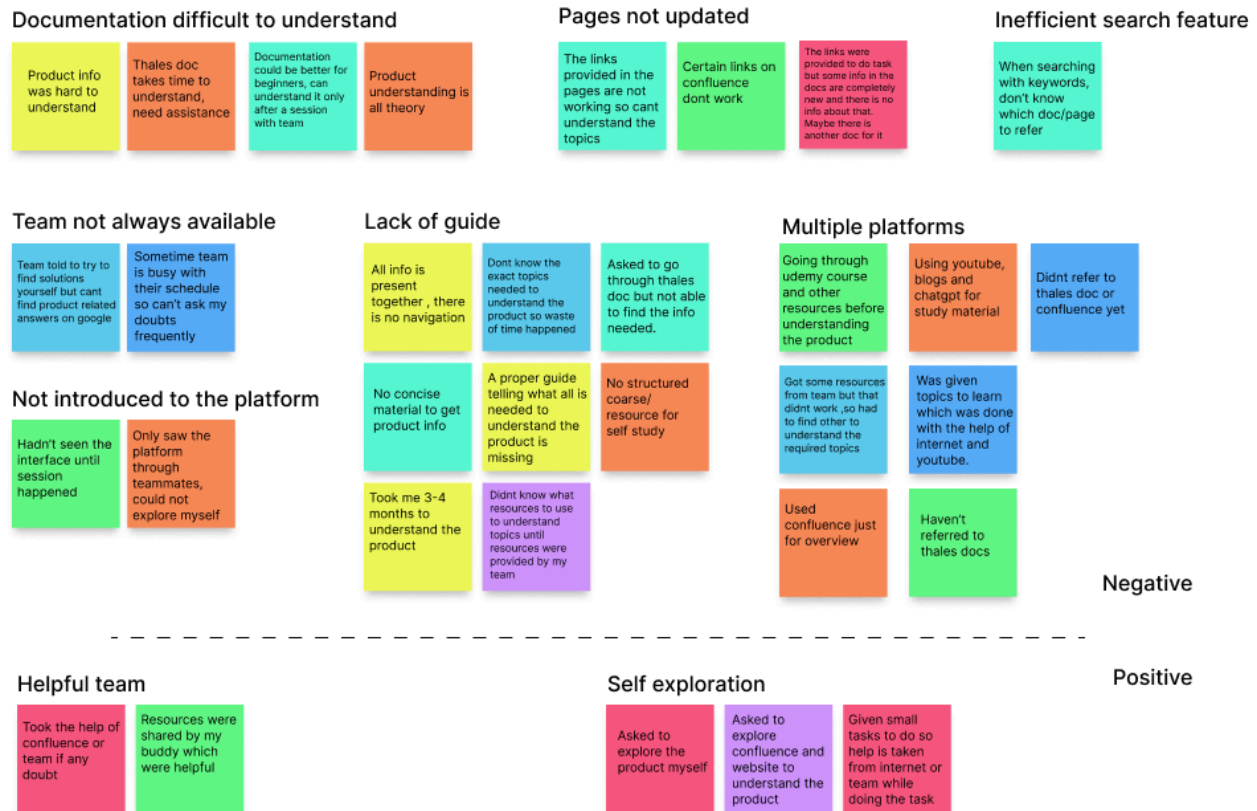 Documentation difficult to understand
Product info
was hard to
understand
Thales doc
takes time to
understand,
need assistance
Documentation
could be better for
beginners, can
understand it only
after a session
with team
Product
understanding is
all theory
Pages not updated
The links
provided in the
pages are not
working so cant
understand the
topics
Certain links on
confluence
dont work
The links were
provided to do task
but some info in the
docs are completely
new and there is no
info about that.
Maybe there is
another doc for it
Inefficient search feature
When searching
with keywords,
don't know
which doc/page
to refer
Team not always available
Team told to try to
find solutions
yourself but cant
find product related
answers on google
Sometime team
is busy with
their schedule
so can't ask my
doubts
frequently
Lack of guide
All info is
present
together , there
is no navigation
Dont know the
exact topics
needed to
understand the
product so waste
of time happened
Asked to go
through thales
doc but not able
to find the info
needed.
No concise
material to get
product info
A proper guide
telling what all is
needed to
understand the
product is
missing
No structured
coarse/
resource for
self study
Took me 3-4
months to
understand the
product
Didnt know what
resources to use
to understand
topics until
resources were
provided by my
team
Multiple platforms
Going through
udemy course
and other
resources before
understanding
the product
Using youtube,
blogs and
chatgpt for
study material
Didnt refer to
thales doc or
confluence yet
Got some resources
from team but that
didnt work ,so had
to find other to
understand the
required topics
Was given
topics to learn
which was done
with the help of
internet and
youtube.
Used
confluence just
for overview
Haven't
referred to
thales docs
Not introduced to the platform
Hadn't seen the
interface until
session
happened
Only saw the
platform
through
teammates,
could not
explore myself
Negative
Positive
Helpful team
Took the help of
confluence or
team if any
doubt
Resources were
shared by my
buddy which
were helpful
Self exploration
Asked to
explore the
product myself
Asked to
explore
confluence and
website to
understand the
product
Given small
tasks to do so
help is taken
from internet or
team while
doing the task